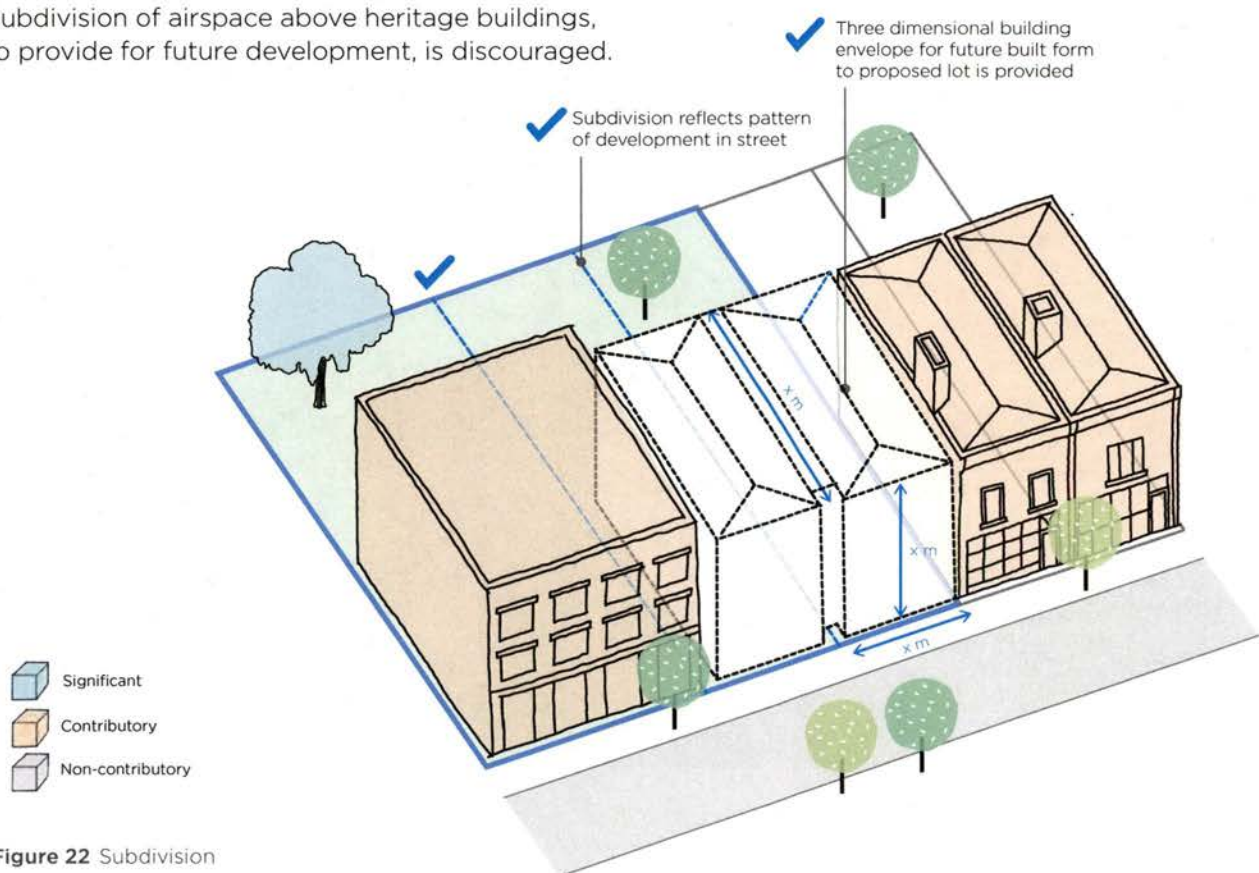 ubdivision of airspace above heritage buildings,
o provide for future development, is discouraged.
Three dimensional building
envelope for future built form
to proposed lot is provided
Subdivision reflects pattern
of development in street
x m
x m
x m
Significant
Contributory
Non-contributory
Figure 22 Subdivision